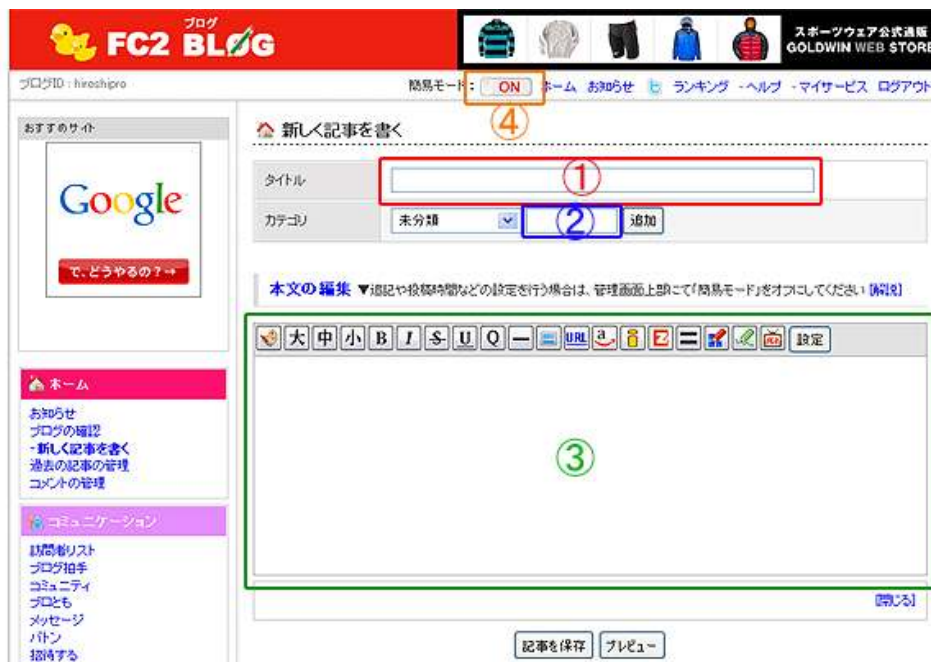 ブログ
FC2 BLØG
スポーツウェア公式通販
GOLDWIN WEB STORE
ブログID : hiroshipro
簡易モード : ON ホーム お知らせ ランキング ・ヘルプ ・マイサービス ログアウト
④
おすすめサイト
Google
で、どうやるの?→
新しく記事を書く
タイトル ①
カテゴリ 未分類 ② 追加
本文の編集 ▼追記や投稿時間などの設定を行う場合は、管理画面上部にて「簡易モード」をオフにしてください [解説]
大 中 小 B I S U Q URL a 設定
③
[閉じる]
記事を保存 プレビュー
ホーム
お知らせ
ブログの確認
・新しく記事を書く
過去の記事の管理
コメントの管理
コミュニケーション
訪問者リスト
ブログ拍手
コミュニティ
ブロとも
メッセージ
バトン
招待する